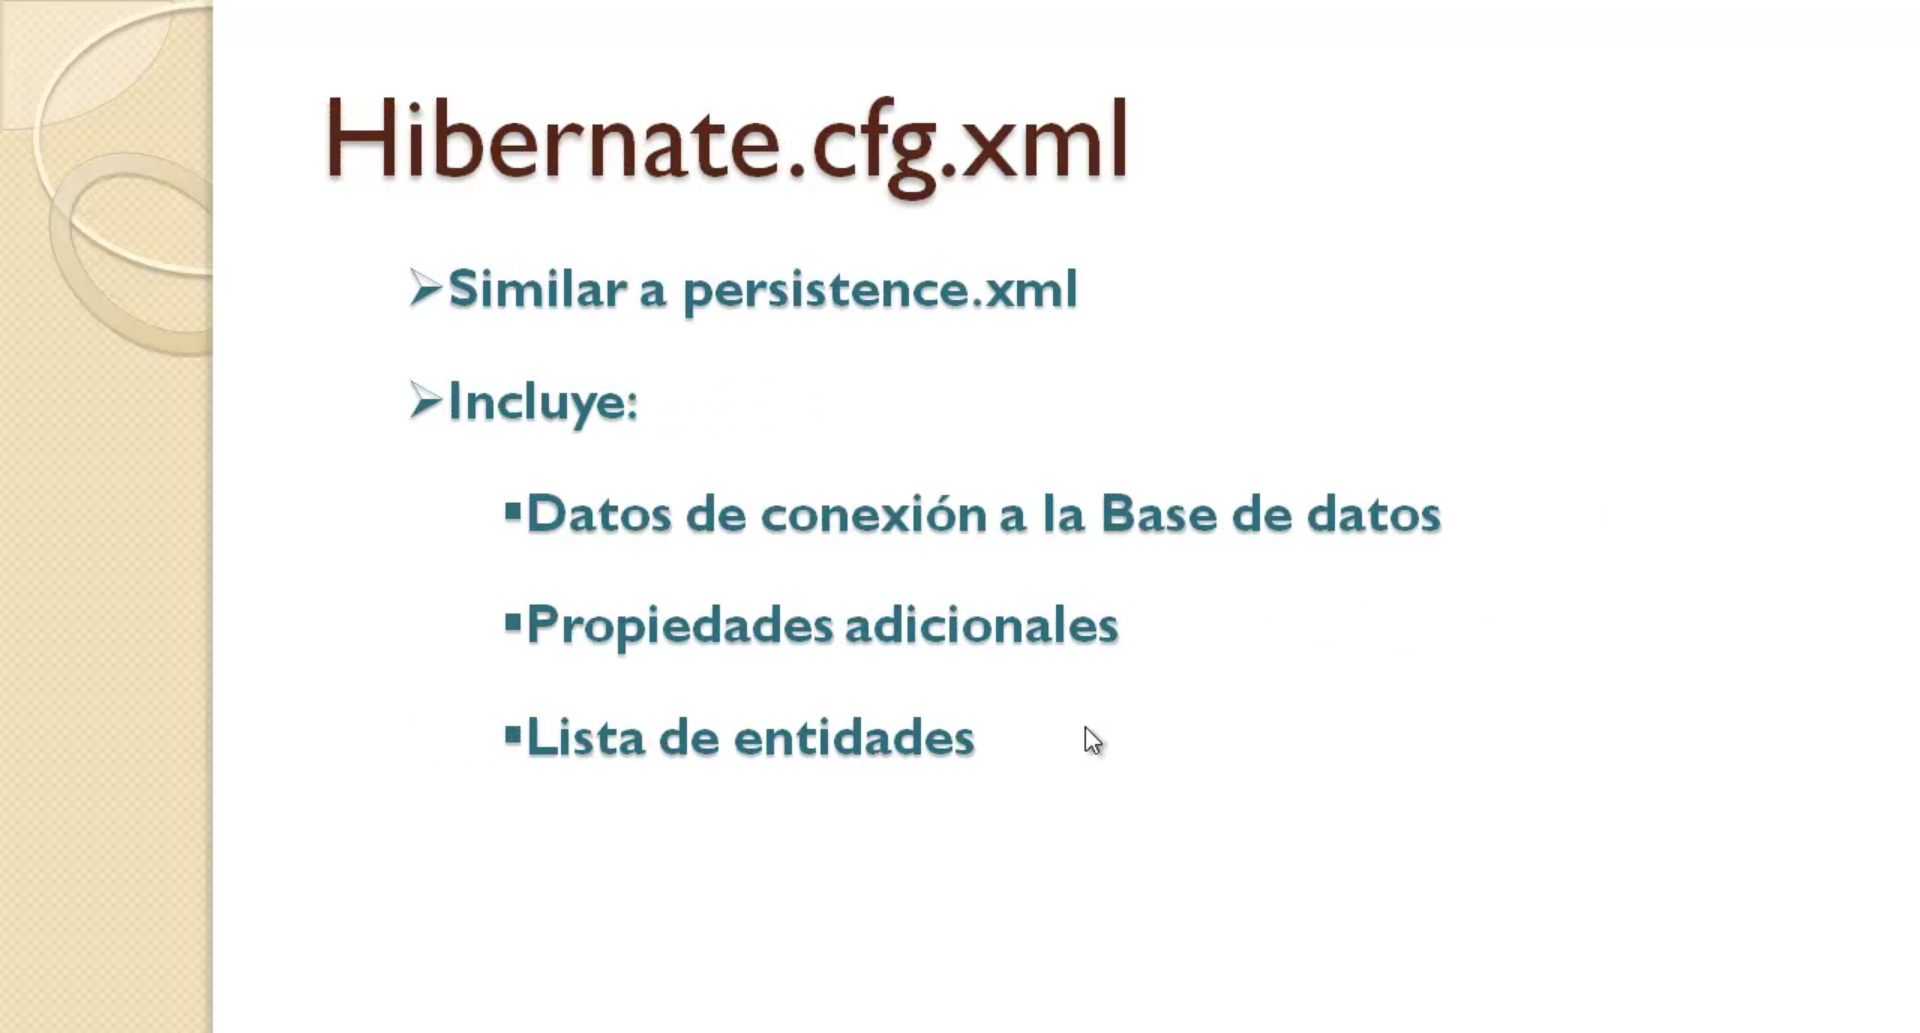 Hibernate.cfg.xml
➢Similar a persistence.xml
➢Incluye:
▪Datos de conexión a la Base de datos
▪Propiedades adicionales
▪Lista de entidades